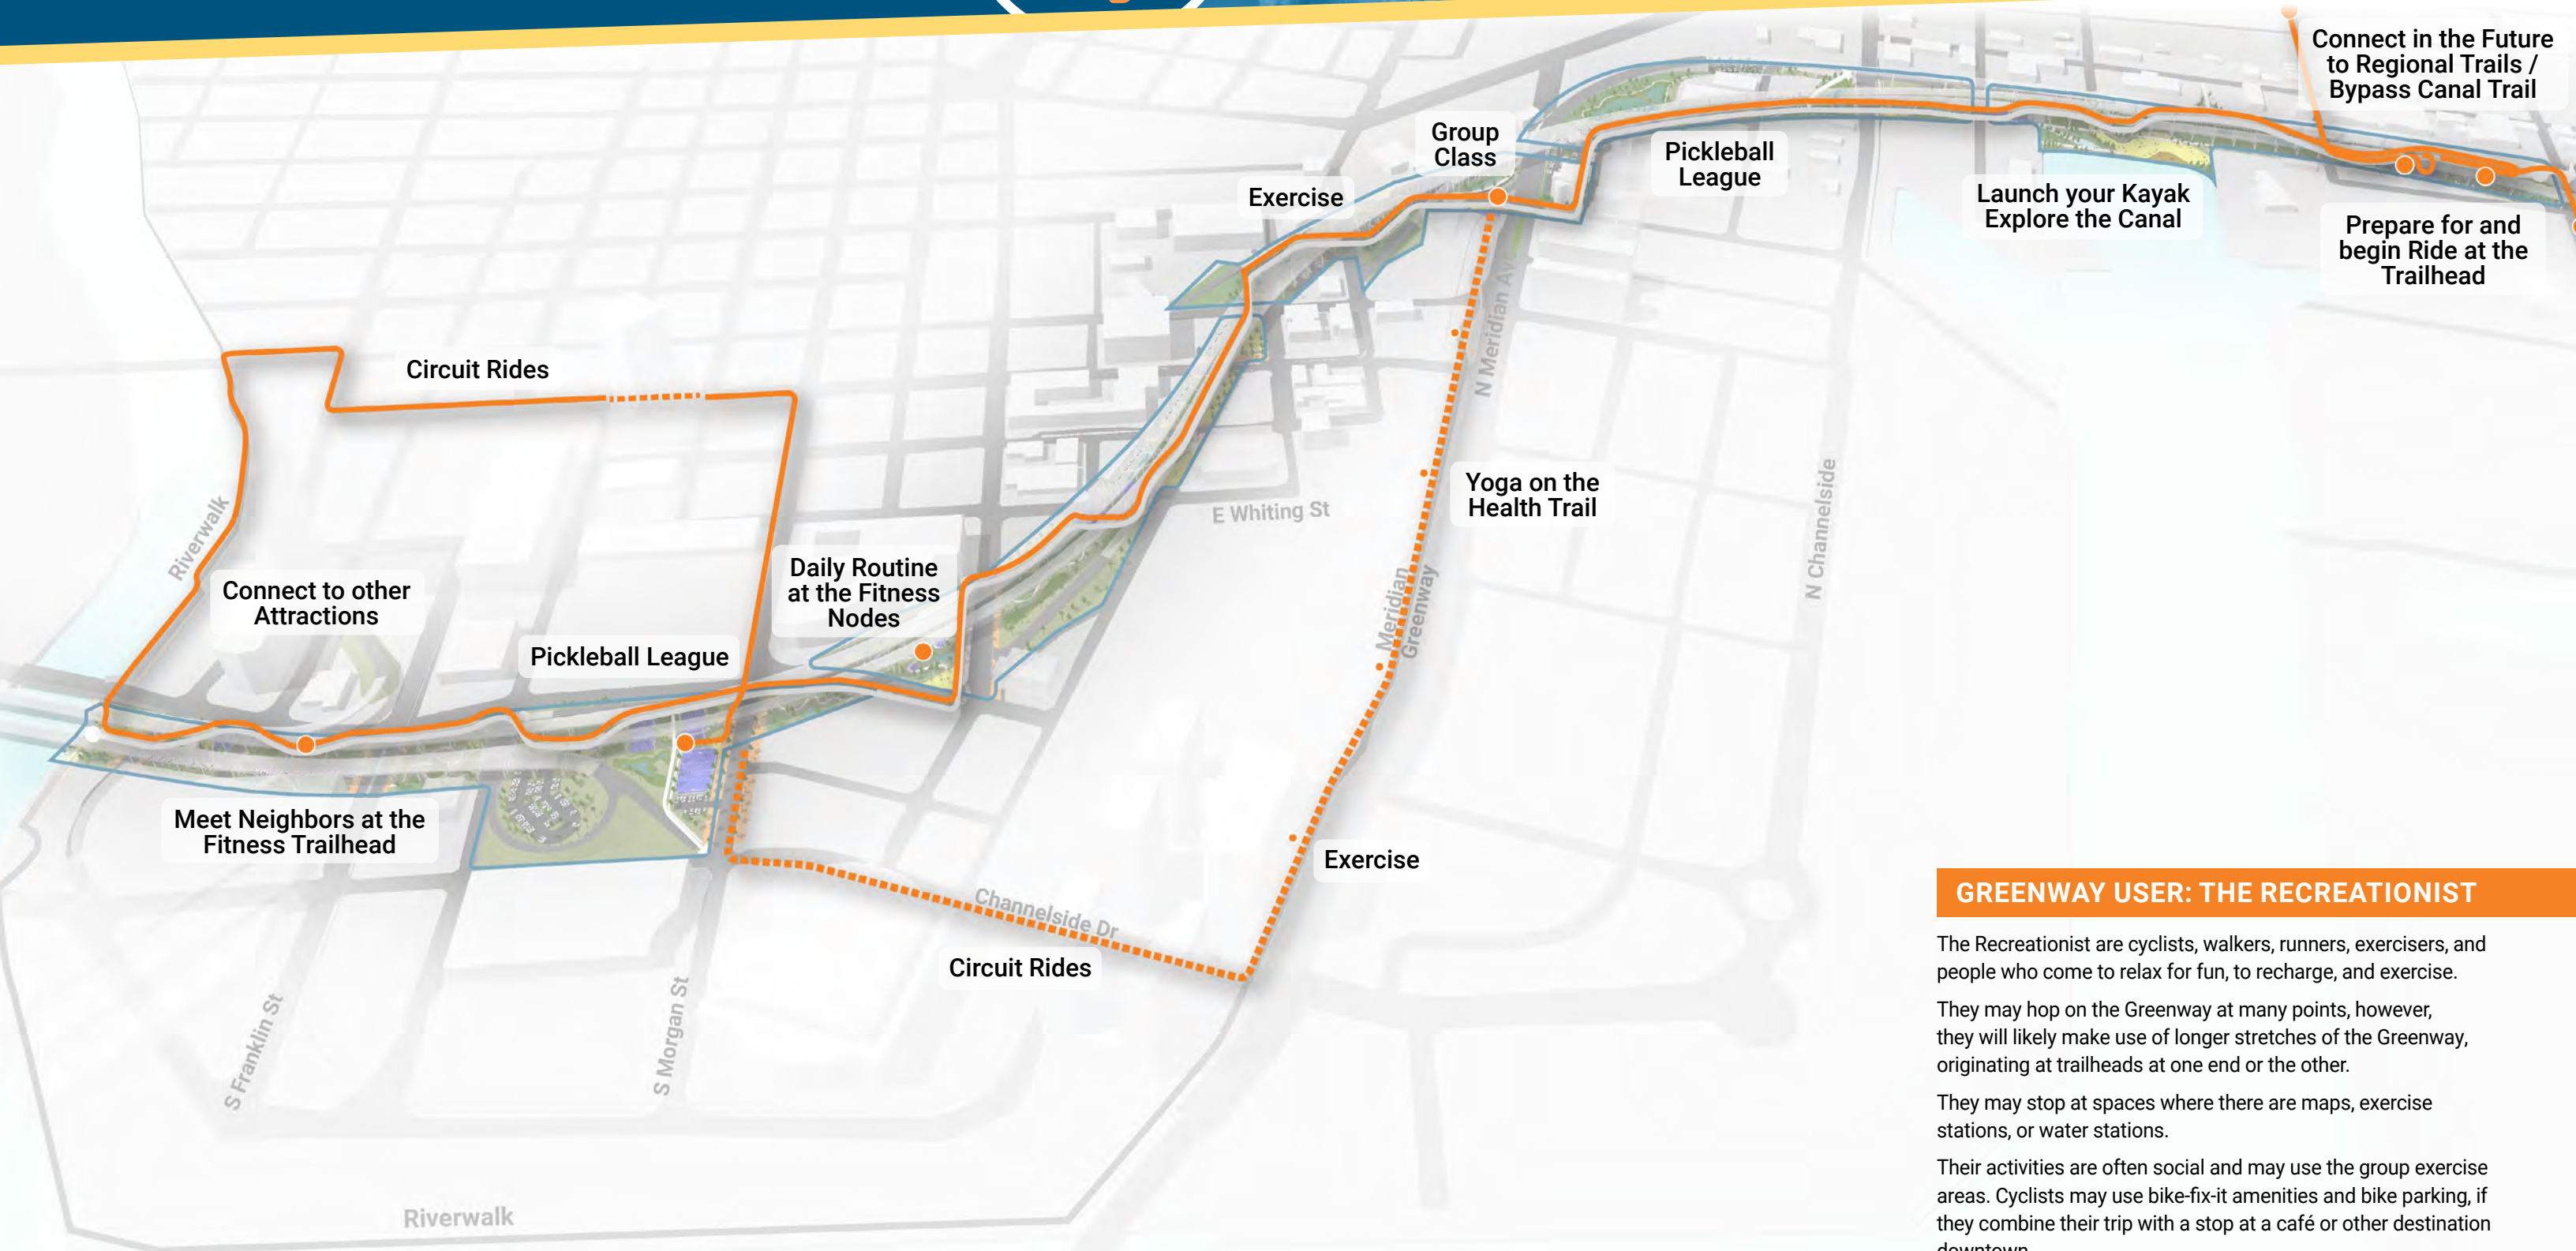 Connect in the Future
to Regional Trails /
Bypass Canal Trail
Group
Class
Pickleball
League
Exercise
Launch your Kayak
Explore the Canal
Prepare for and
begin Ride at the
Trailhead
N Meridian Av
Circuit Rides
Yoga on the
Health Trail
E Whiting St
N Channelside
Riverwalk
Connect to other
Attractions
Daily Routine
at the Fitness
Nodes
Meridian
Greenway
Pickleball League
Meet Neighbors at the
Fitness Trailhead
Exercise
Channelside Dr
Circuit Rides
S Franklin St
S Morgan St
Riverwalk
GREENWAY USER: THE RECREATIONIST
The Recreationist are cyclists, walkers, runners, exercisers, and
people who come to relax for fun, to recharge, and exercise.
They may hop on the Greenway at many points, however,
they will likely make use of longer stretches of the Greenway,
originating at trailheads at one end or the other.
They may stop at spaces where there are maps, exercise
stations, or water stations.
Their activities are often social and may use the group exercise
areas. Cyclists may use bike-fix-it amenities and bike parking, if
they combine their trip with a stop at a café or other destination
downtown.